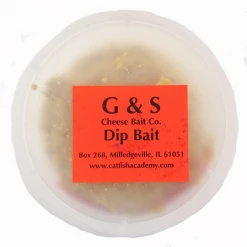 G & S
Cheese Bait Co.
Dip Bait
Box 268, Milledgeville, IL 61051
www.catfishacademy.com